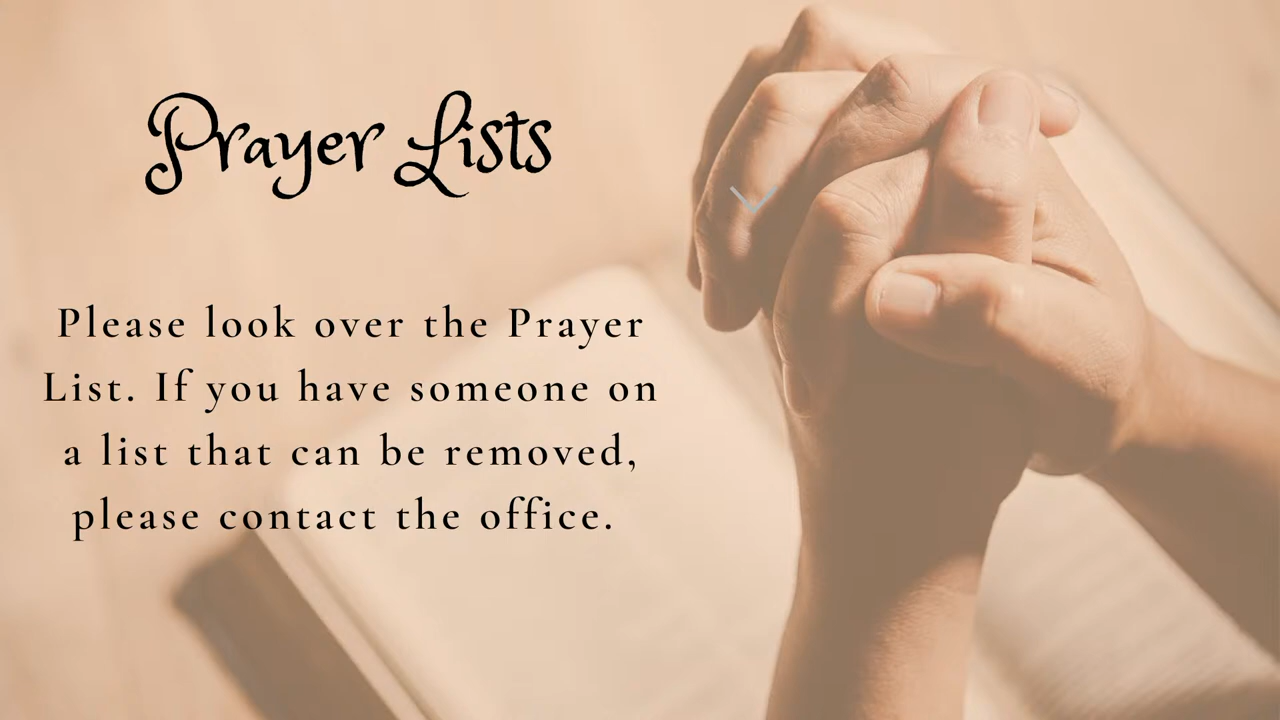 Prayer Lists
Please look over the Prayer
List. If you have someone on
a list that can be removed,
please contact the office.